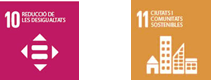 10 REDUCCIÓ DE
LES DESIGUALTATS
11 CIUTATS I
COMUNITATS
SOSTENIBLES